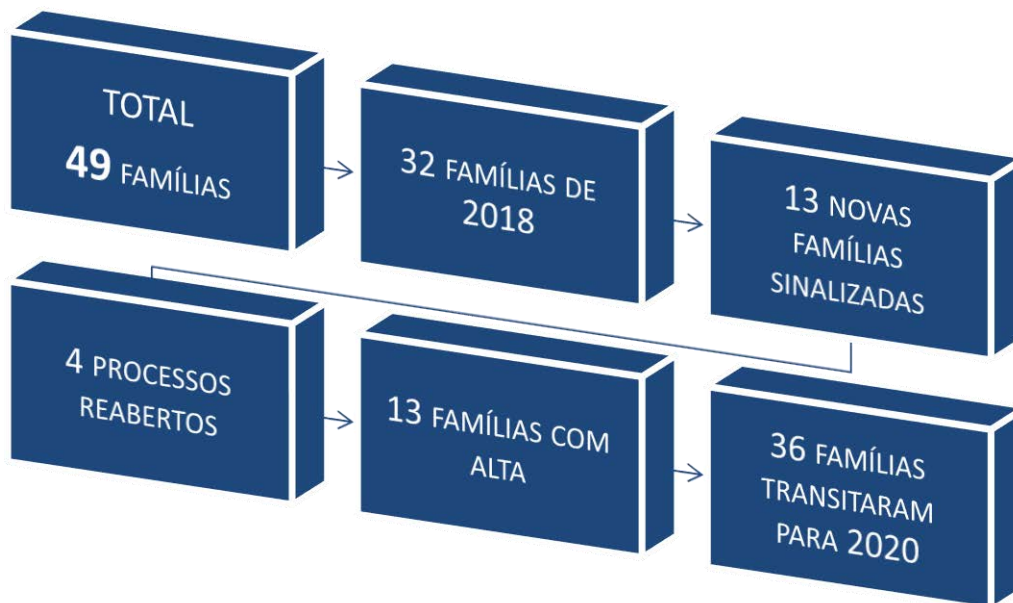 TOTAL
49 FAMÍLIAS
32 FAMÍLIAS DE
2018
13 NOVAS
FAMÍLIAS
SINALIZADAS
4 PROCESSOS
REABERTOS
13 FAMÍLIAS COM
ALTA
36 FAMÍLIAS
TRANSITARAM
PARA 2020